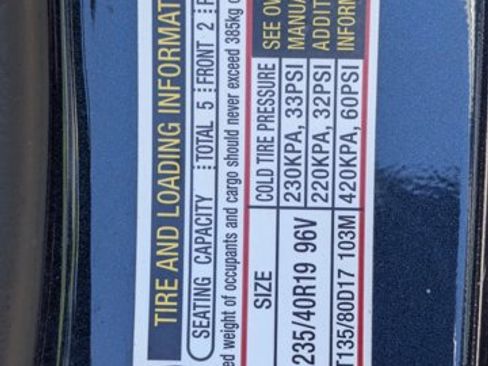 TIRE AND LOADING INFORMAT
SEATING CAPACITY TOTAL 5 FRONT 2
ed weight of occupants and cargo should never exceed 385kg
SIZE COLD TIRE PRESSURE
235/40R19 96V 230KPA, 33PSI
220KPA, 32PSI
T135/80D17 103M 420KPA, 60PSI
SEE OW
MANUA
ADDIT
INFORM